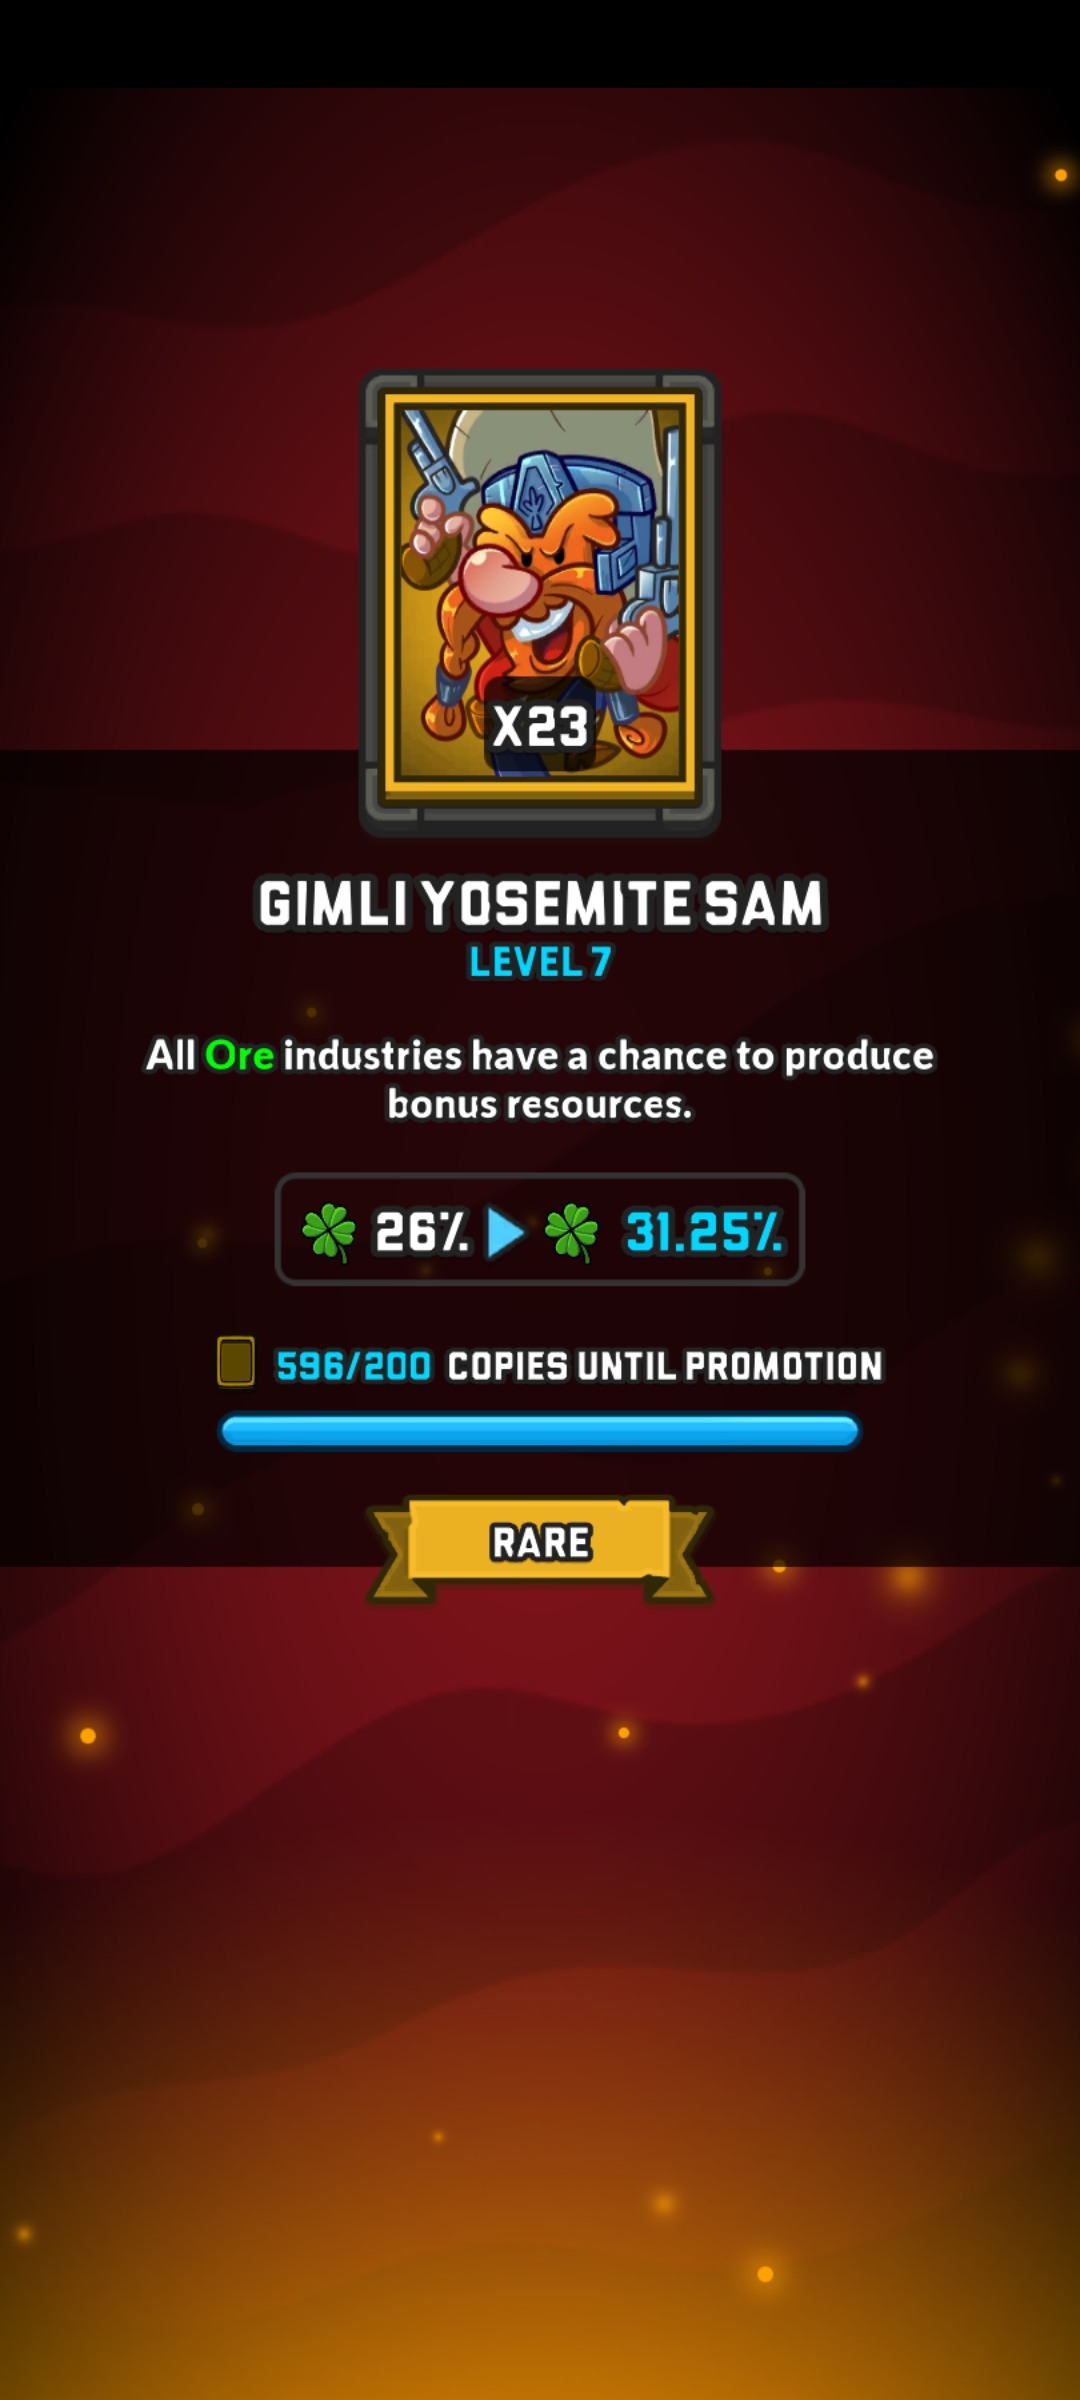 X23
GIMLI YOSEMITE SAM
LEVEL 7
All Ore industries have a chance to produce
bonus resources.
26% 31.25%
596/200 COPIES UNTIL PROMOTION
RARE